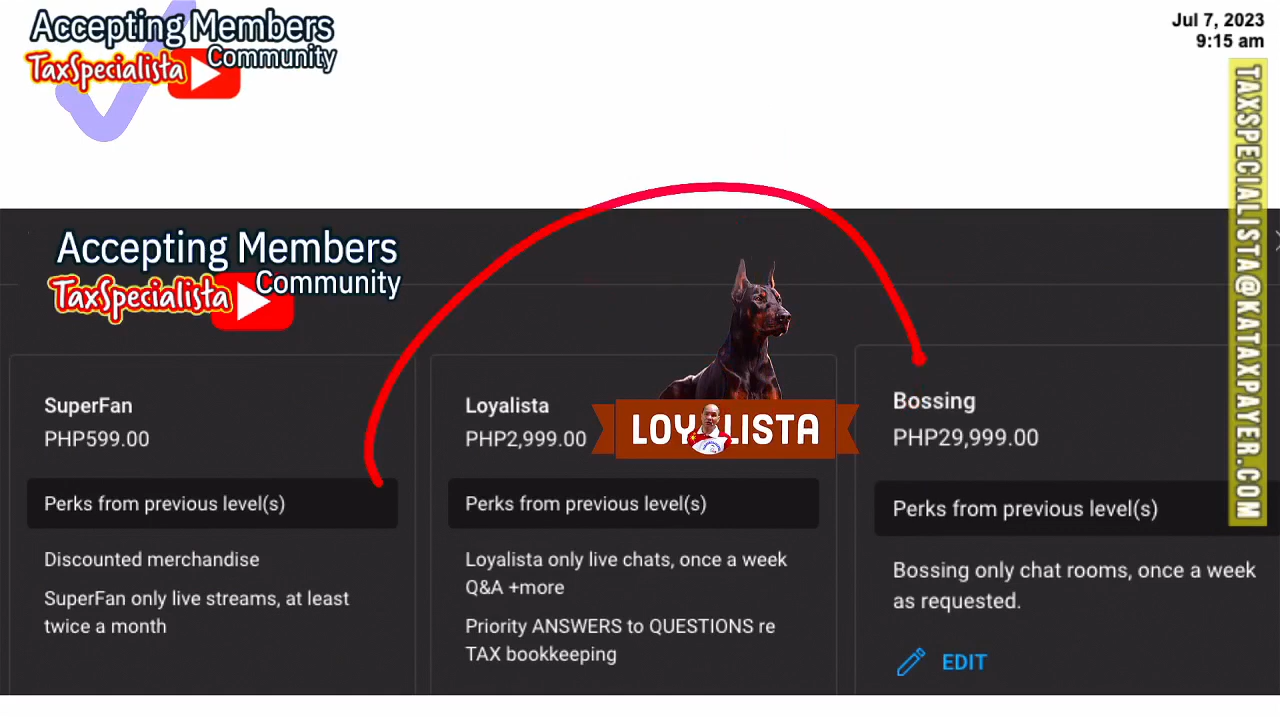 Accepting Members
Community
TaxSpecialista
Jul 7, 2023
9:15 am
TAXSPECIALISTA@KATAXPAYER.COM
Accepting Members
Community
TaxSpecialista
SuperFan
PHP599.00
Perks from previous level(s)
Discounted merchandise
SuperFan only live streams, at least
twice a month
Loyalista
PHP2,999.00
LOYALISTA
Perks from previous level(s)
Loyalista only live chats, once a week
Q&A +more
Priority ANSWERS to QUESTIONS re
TAX bookkeeping
Bossing
PHP29,999.00
Perks from previous level(s)
Bossing only chat rooms, once a week
as requested.
EDIT